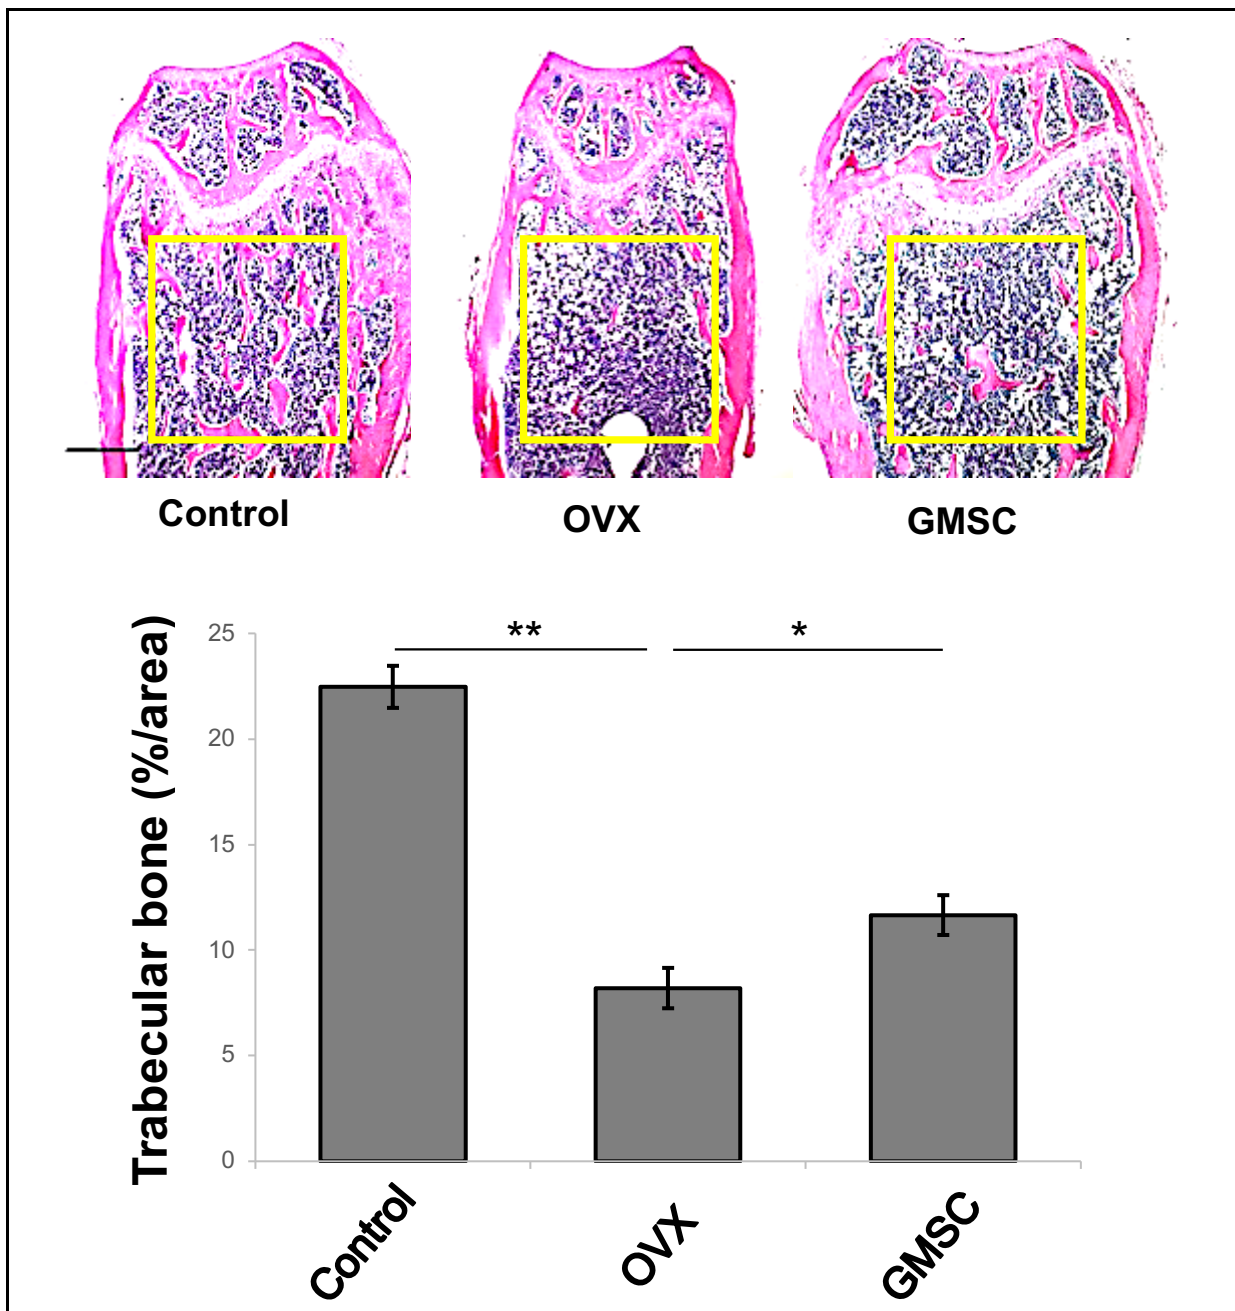 Control
OVX
GMSC
** *
Trabecular bone (%/area)
25
20
15
10
5
0
Control
OVX
GMSC